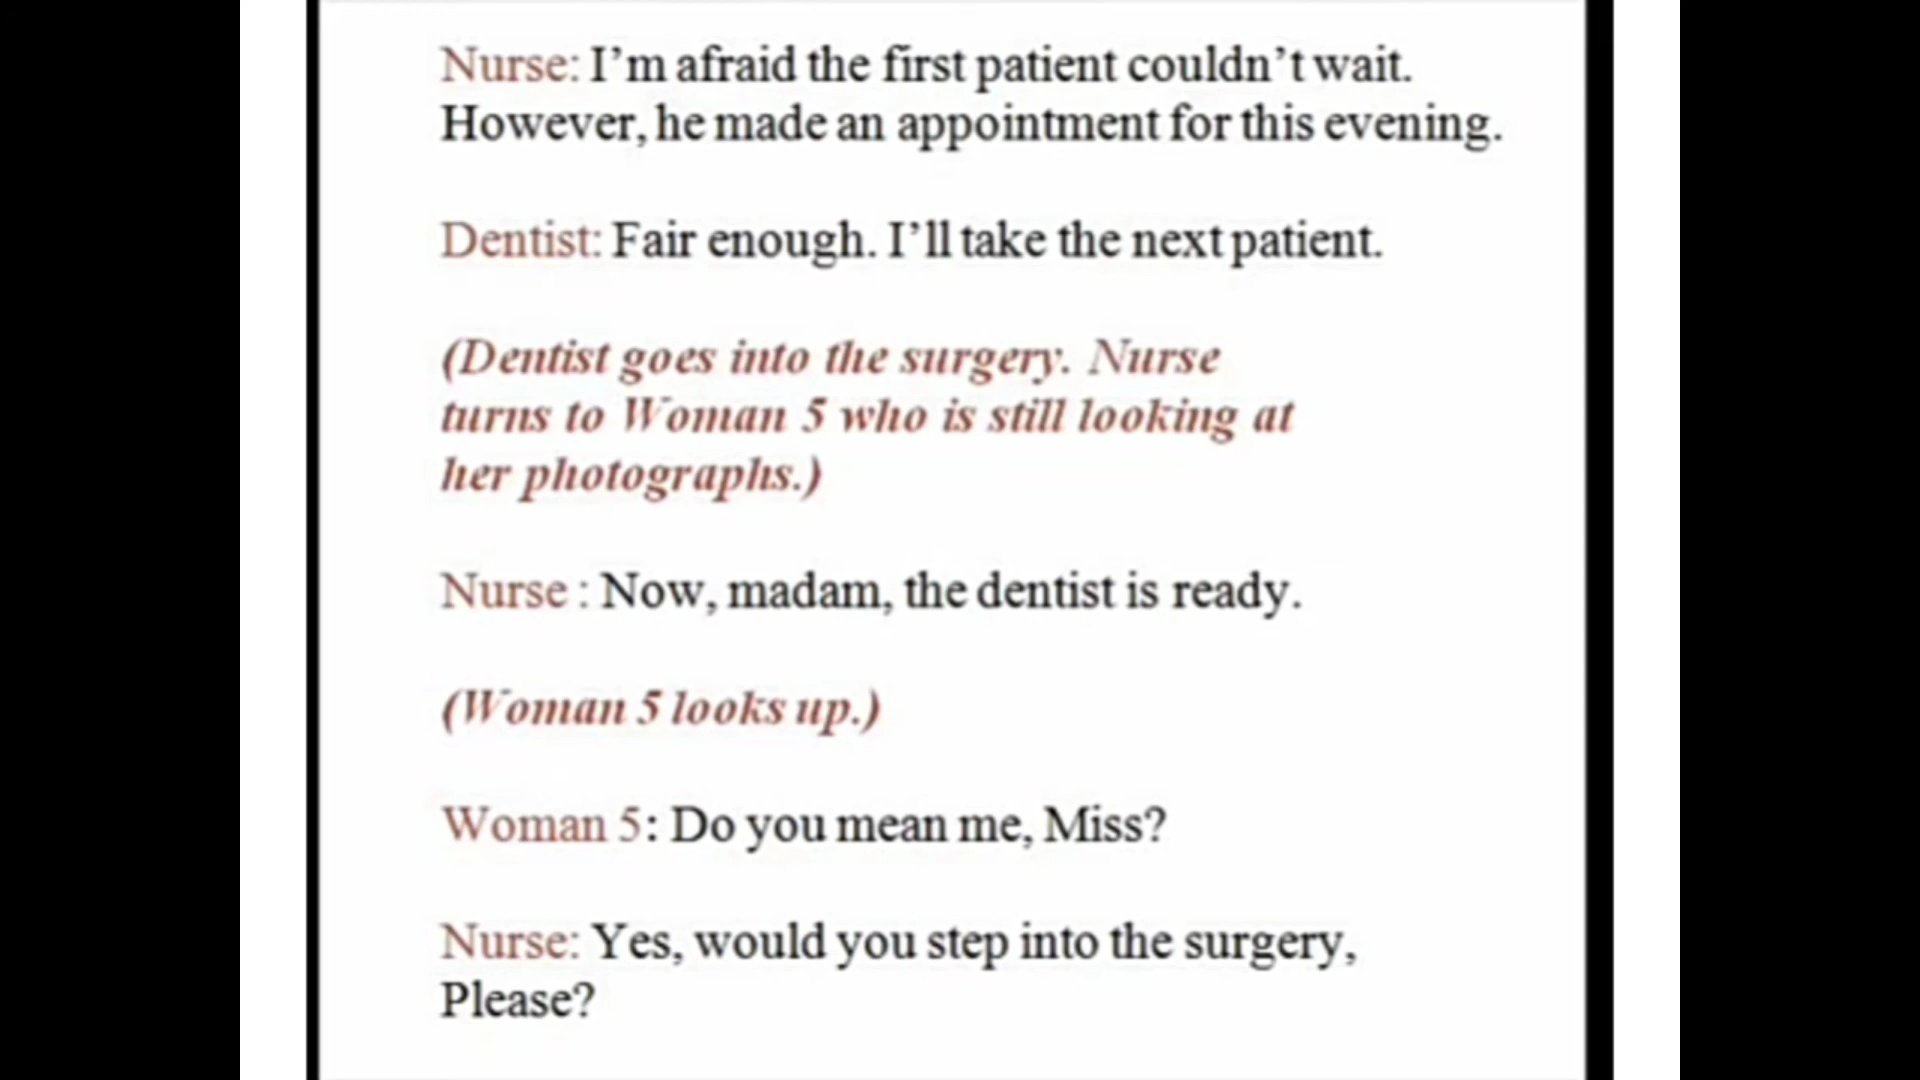 Nurse: I’m afraid the first patient couldn’t wait.
However, he made an appointment for this evening.
Dentist: Fair enough. I’ll take the next patient.
(Dentist goes into the surgery. Nurse
turns to Woman 5 who is still looking at
her photographs.)
Nurse : Now, madam, the dentist is ready.
(Woman 5 looks up.)
Woman 5: Do you mean me, Miss?
Nurse: Yes, would you step into the surgery,
Please?